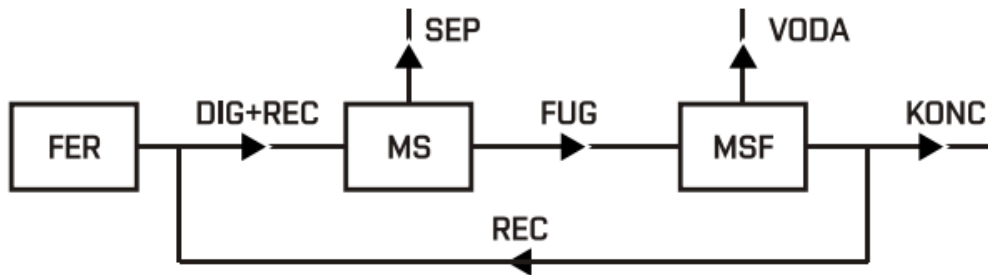 SEP
VODA
DIG+REC
FUG
KONC
FER
MS
MSF
REC